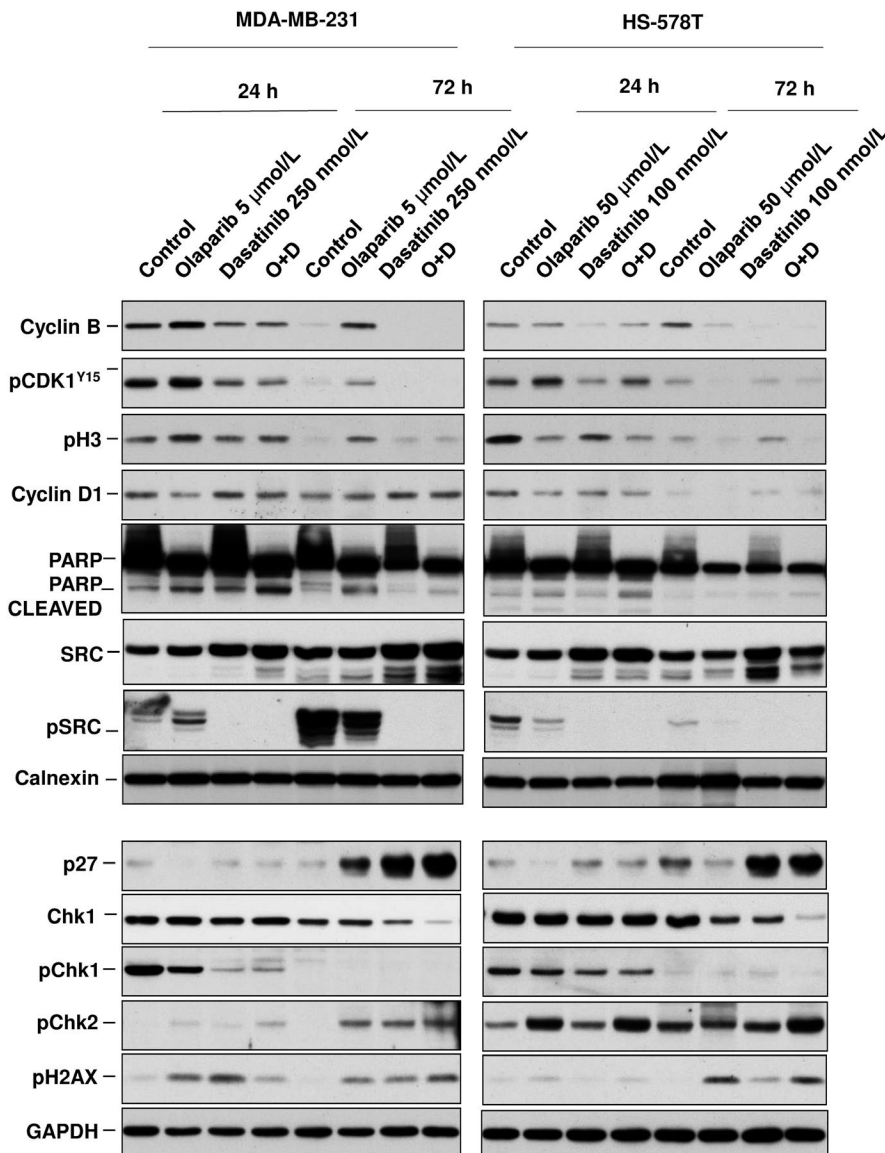 MDA-MB-231 HS-578T
24 h 72 h 24 h 72 h
Control Olaparib 5 μmol/L Dasatinib 250 nmol/L O+D Control Olaparib 5 μmol/L Dasatinib 250 nmol/L O+D Control Olaparib 50 μmol/L Dasatinib 100 nmol/L O+D Control Olaparib 50 μmol/L Dasatinib 100 nmol/L O+D
Cyclin B
pCDK1Y15
pH3
Cyclin D1
PARP
PARP
CLEAVED
SRC
pSRC
Calnexin
p27
Chk1
pChk1
pChk2
pH2AX
GAPDH